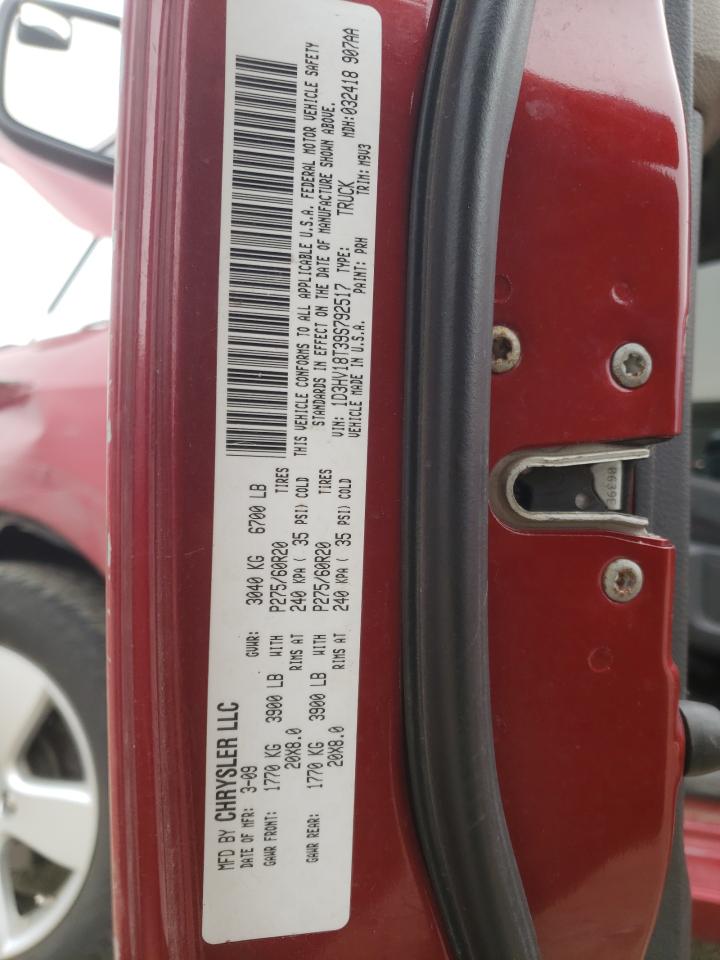 MFD BY CHRYSLER LLC
DATE OF MFR: 3-09 GVWR: 3040 KG 6700 LB
GAWR FRONT: 1770 KG 3900 LB WITH P275/60R20 TIRES
20X8.0 RIMS AT 240 KPA ( 35 PSI) COLD
GAWR REAR: 1770 KG 3900 LB WITH P275/60R20 TIRES
20X8.0 RIMS AT 240 KPA ( 35 PSI) COLD
THIS VEHICLE CONFORMS TO ALL APPLICABLE U.S.A. FEDERAL MOTOR VEHICLE SAFETY
STANDARDS IN EFFECT ON THE DATE OF MANUFACTURE SHOWN ABOVE.
VIN: 1D3HV18T39S792517 TYPE: TRUCK MDH:032418 907AA
VEHICLE MADE IN U.S.A. PAINT: PRH TRIM: M9V3